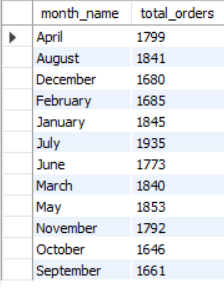 month_name total_orders
April 1799
August 1841
December 1680
February 1685
January 1845
July 1935
June 1773
March 1840
May 1853
November 1792
October 1646
September 1661